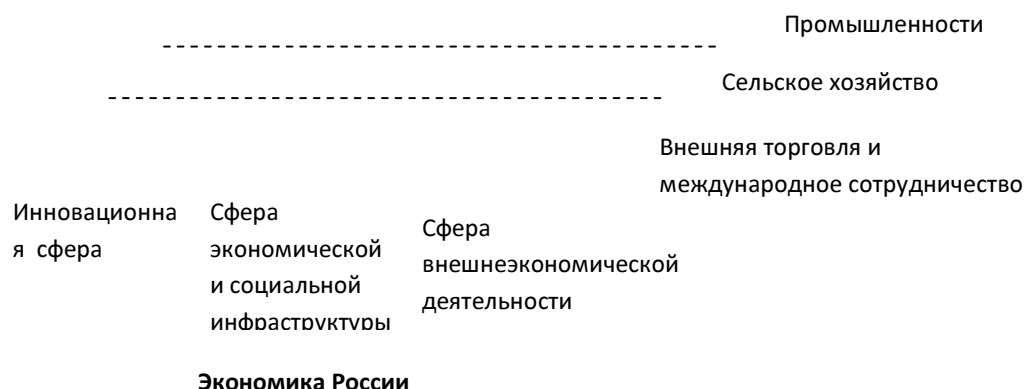 Промышленности
Сельское хозяйство
Внешняя торговля и
международное сотрудничество
Инновационна
я сфера
Сфера
экономической
и социальной
инфраструктуры
Сфера
внешнеэкономической
деятельности
Экономика России